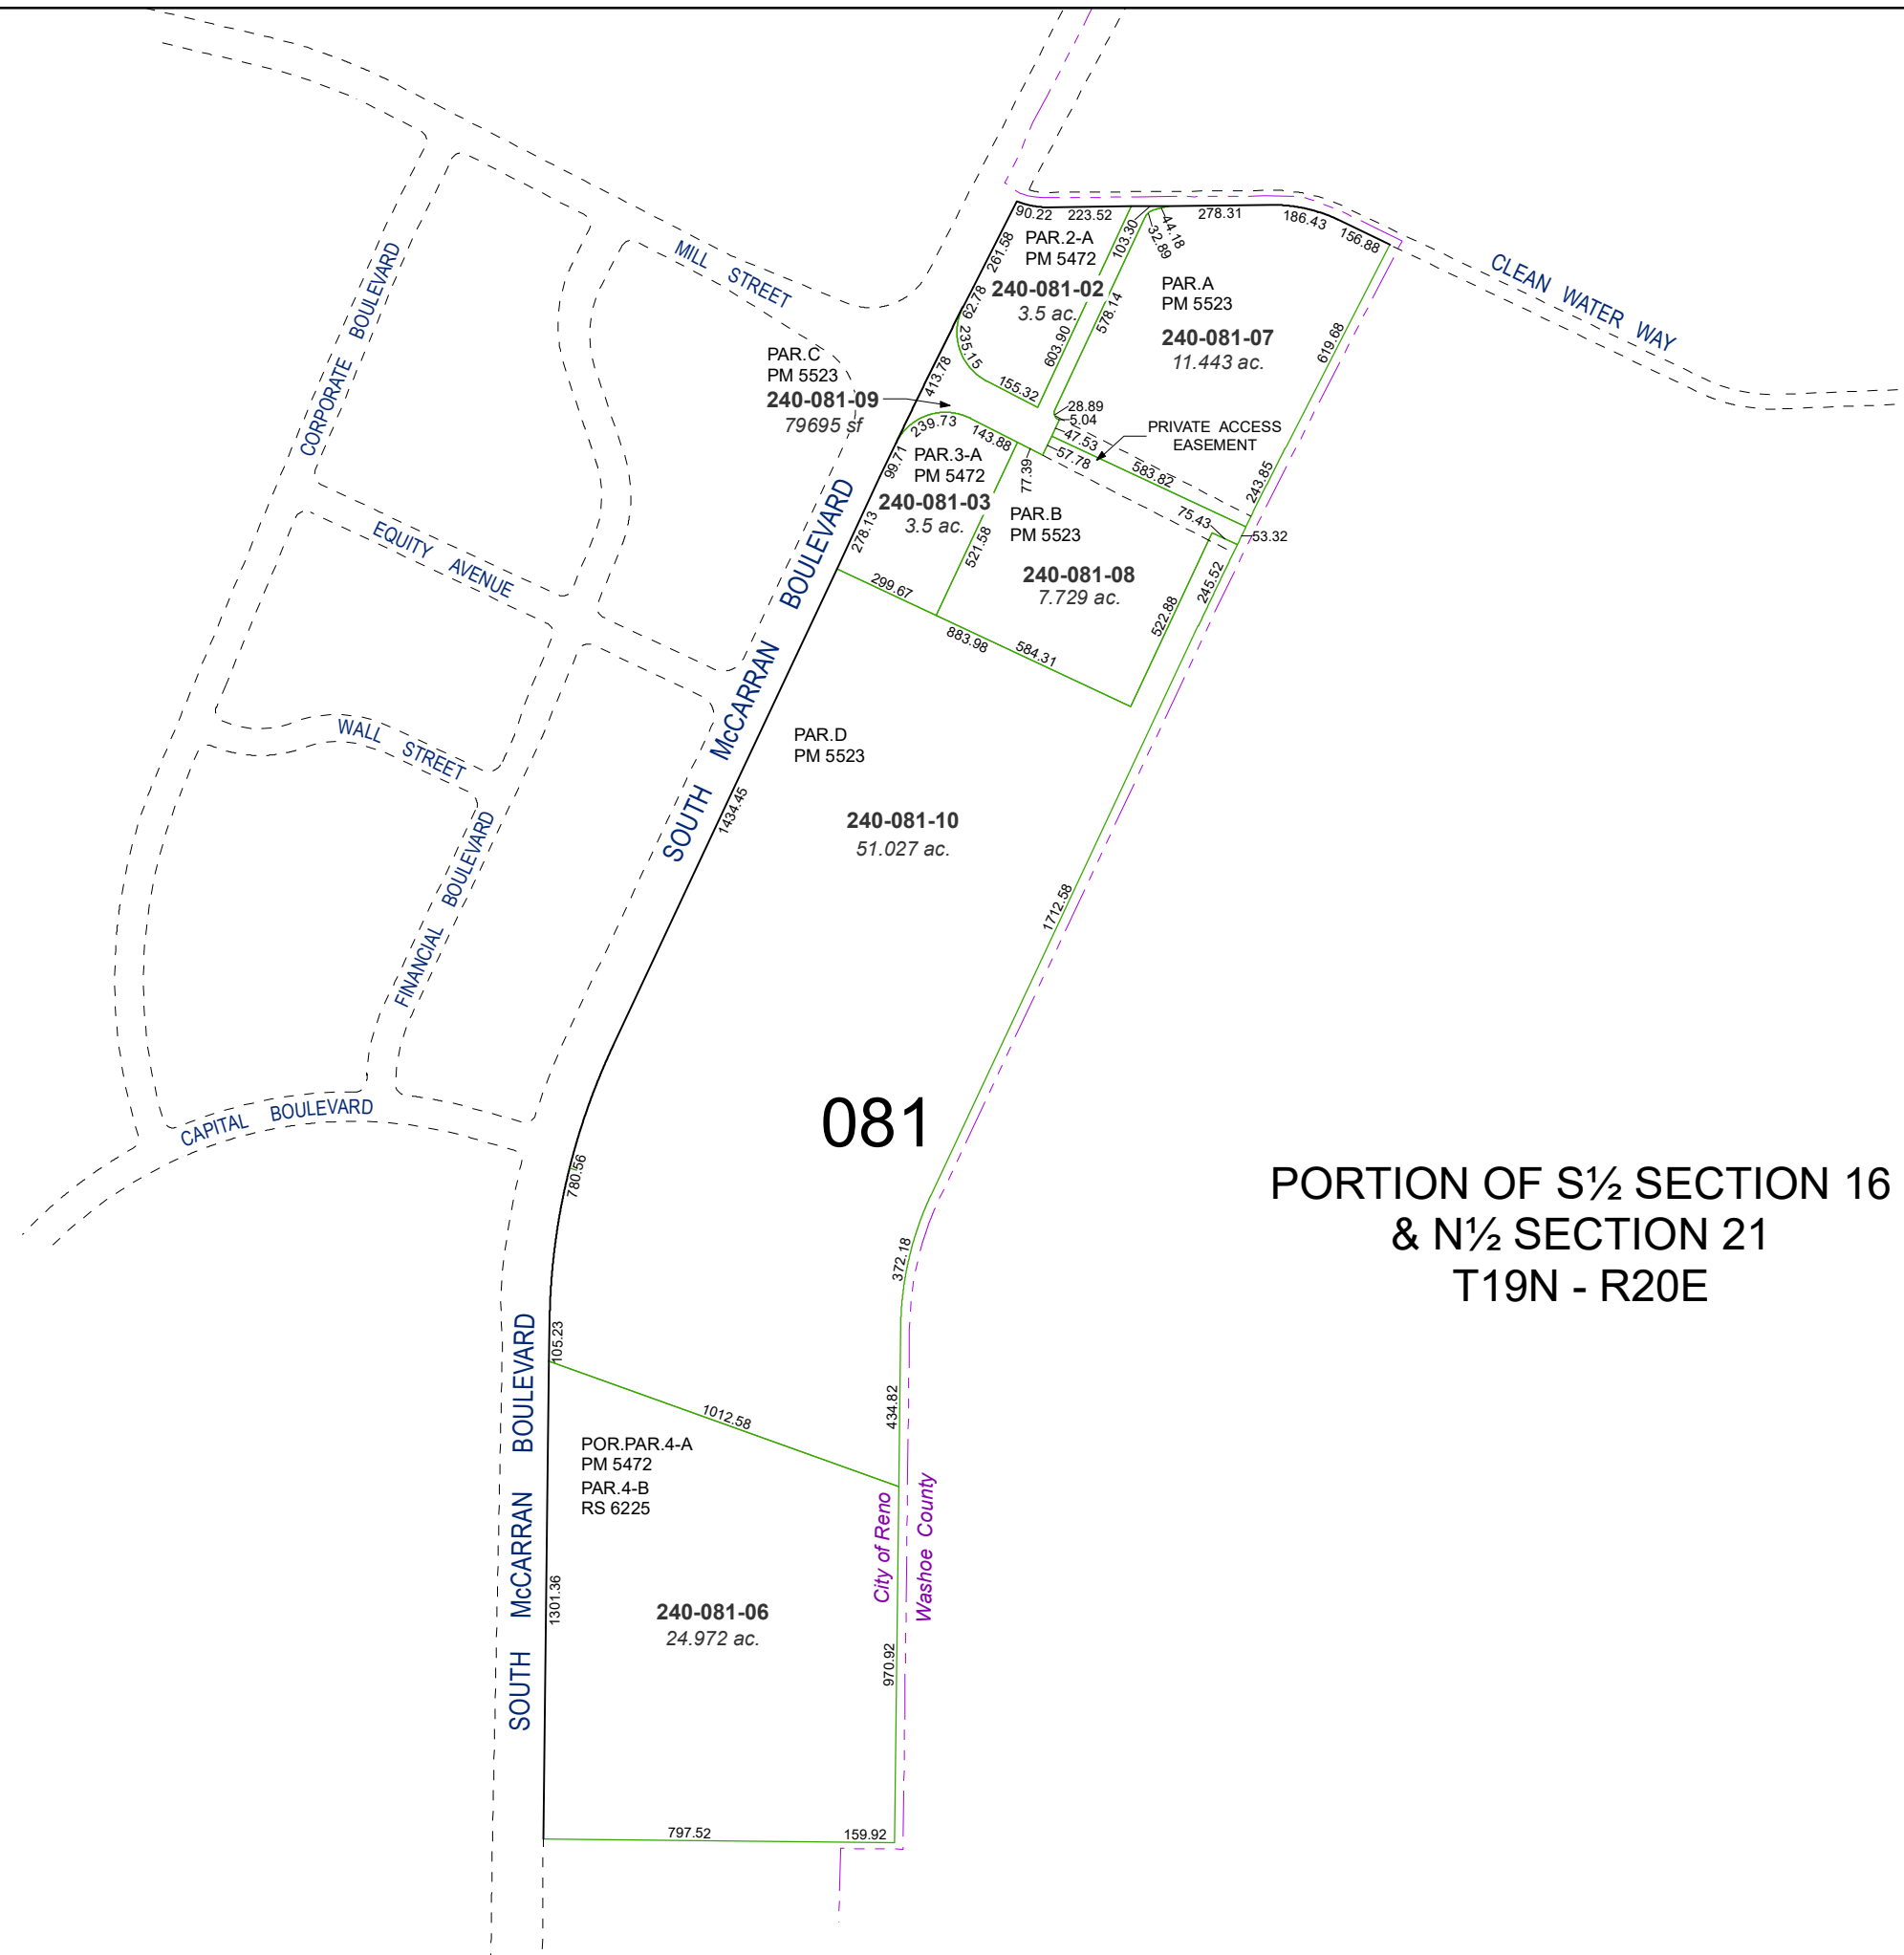 90.22
223.52
103.30
44.18
32.89
278.31
186.43
156.88
PAR.2-A
PM 5472
240-081-02
3.5 ac.
261.58
62.78
235.15
155.32
603.90
578.14
PAR.A
PM 5523
240-081-07
11.443 ac.
619.68
CLEAN WATER WAY
MILL STREET
CORPORATE BOULEVARD
PAR.C
PM 5523
240-081-09
79695 sf
413.78
239.73
143.88
28.89
5.04
47.53
57.78
PRIVATE ACCESS
EASEMENT
583.82
243.85
75.43
53.32
99.71
PAR.3-A
PM 5472
240-081-03
3.5 ac.
77.39
278.13
521.58
299.67
PAR.B
PM 5523
240-081-08
7.729 ac.
245.52
522.88
883.98
584.31
EQUITY AVENUE
WALL STREET
FINANCIAL BOULEVARD
CAPITAL BOULEVARD
SOUTH McCARRAN BOULEVARD
PAR.D
PM 5523
240-081-10
51.027 ac.
1434.45
1712.58
081
780.56
372.18
105.23
434.82
1012.58
PORTION OF S½ SECTION 16
& N½ SECTION 21
T19N - R20E
SOUTH McCARRAN BOULEVARD
POR.PAR.4-A
PM 5472
PAR.4-B
RS 6225
City of Reno
Washoe County
1301.36
240-081-06
24.972 ac.
970.92
797.52
159.92